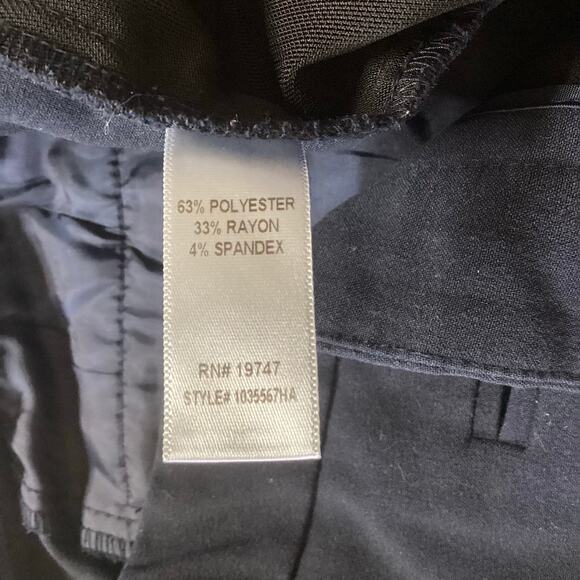 63% POLYESTER
33% RAYON
4% SPANDEX
RN# 19747
STYLE# 1035567HA